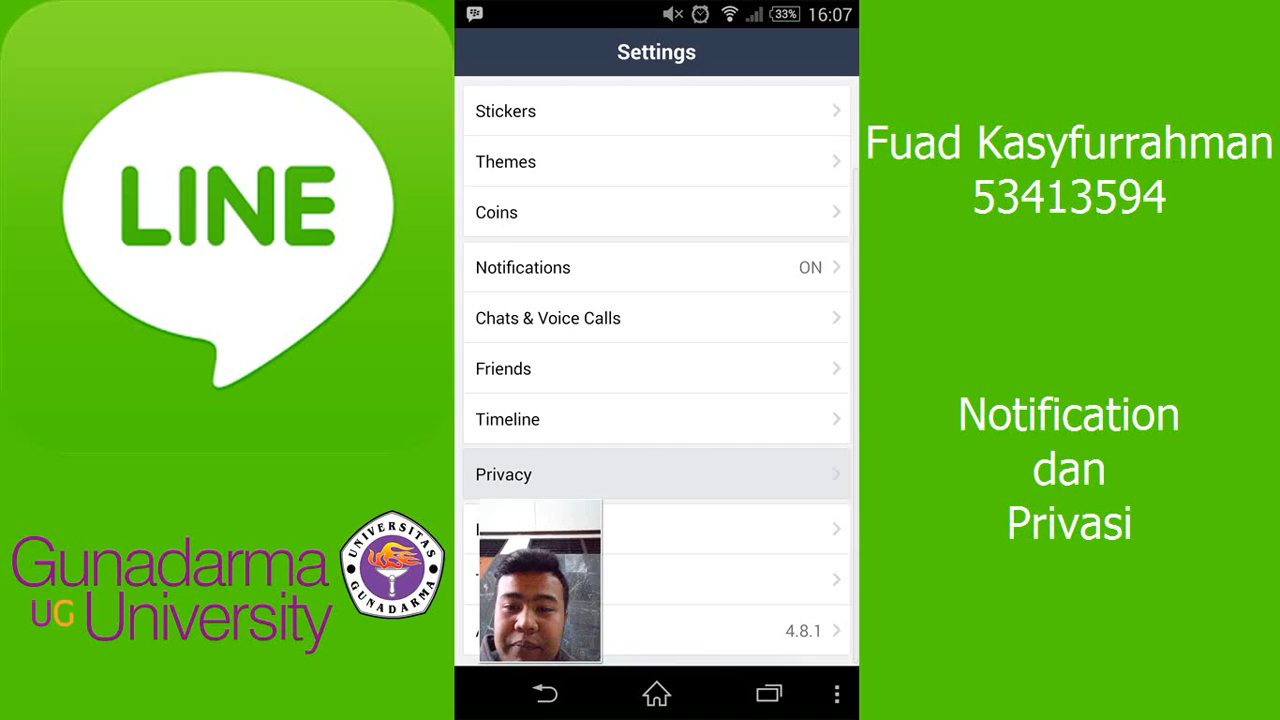 LINE
Gunadarma
UG University
UNIVERSITAS
GUNADARMA
33% 16:07
Settings
Stickers
Themes
Coins
Notifications ON
Chats & Voice Calls
Friends
Timeline
Privacy
4.8.1
Fuad Kasyfurrahman
53413594
Notification
dan
Privasi